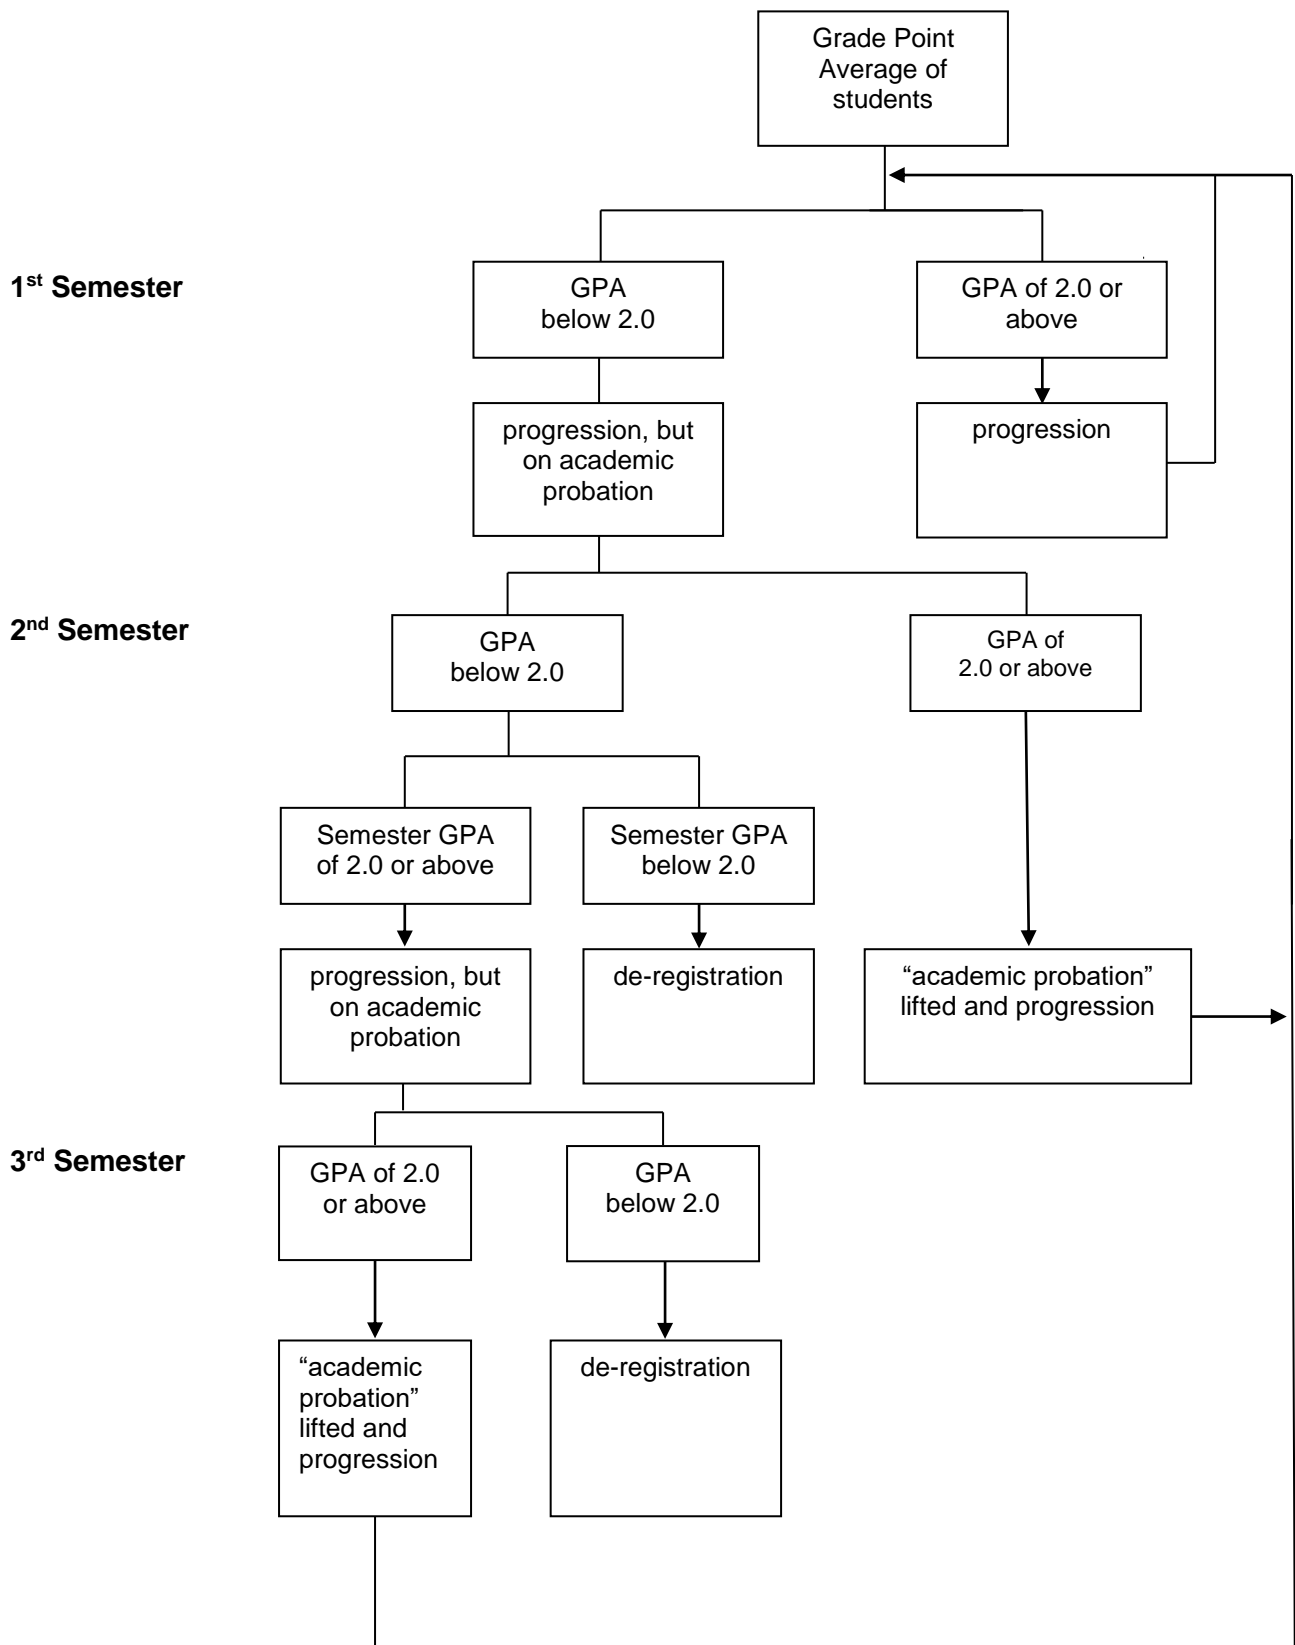 Grade Point
Average of
students
1st Semester
GPA
below 2.0
GPA of 2.0 or
above
progression, but
on academic
probation
progression
2nd Semester
GPA
below 2.0
GPA of
2.0 or above
Semester GPA
of 2.0 or above
Semester GPA
below 2.0
progression, but
on academic
probation
de-registration
“academic probation”
lifted and progression
3rd Semester
GPA of 2.0
or above
GPA
below 2.0
“academic
probation”
lifted and
progression
de-registration